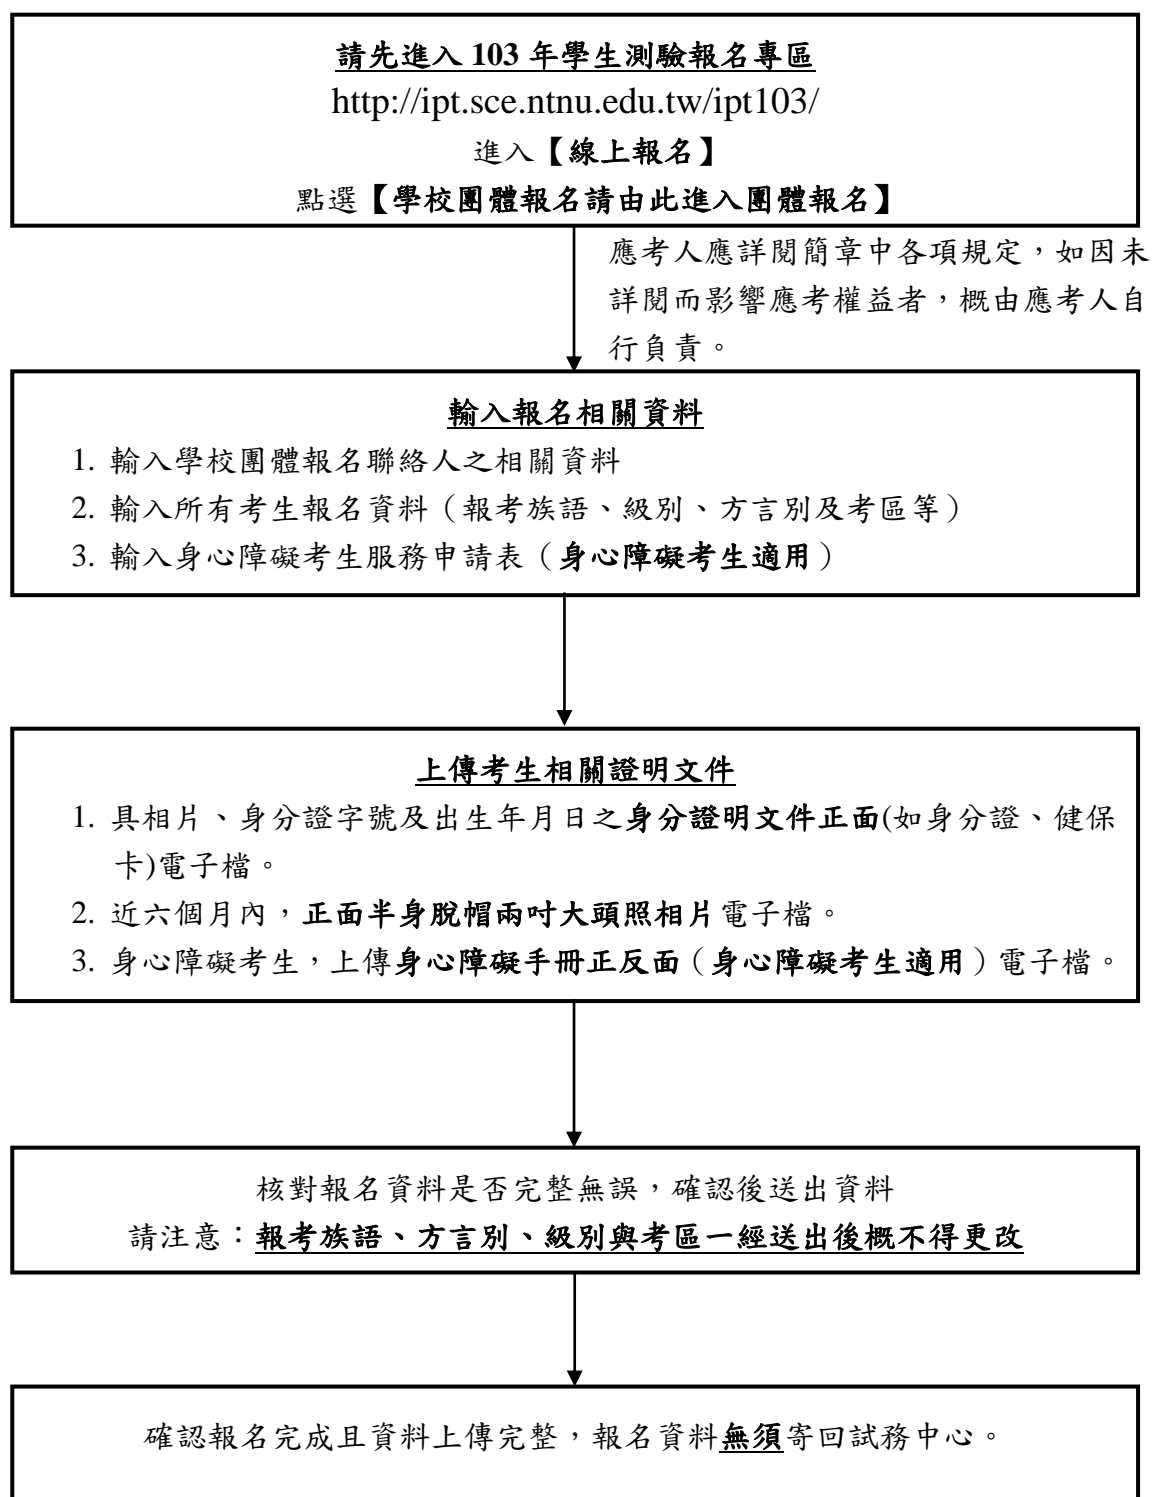 請先進入 103 年學生測驗報名專區
http://ipt.sce.ntnu.edu.tw/ipt103/
進入【線上報名】
點選【學校團體報名請由此進入團體報名】
應考人應詳閱簡章中各項規定，如因未
詳閱而影響應考權益者，概由應考人自
行負責。
輸入報名相關資料
1. 輸入學校團體報名聯絡人之相關資料
2. 輸入所有考生報名資料（報考族語、級別、方言別及考區等）
3. 輸入身心障礙考生服務申請表（身心障礙考生適用）
上傳考生相關證明文件
1. 具相片、身分證字號及出生年月日之身分證明文件正面(如身分證、健保
卡)電子檔。
2. 近六個月內，正面半身脫帽兩吋大頭照相片電子檔。
3. 身心障礙考生，上傳身心障礙手冊正反面（身心障礙考生適用）電子檔。
核對報名資料是否完整無誤，確認後送出資料
請注意：報考族語、方言別、級別與考區一經送出後概不得更改
確認報名完成且資料上傳完整，報名資料無須寄回試務中心。